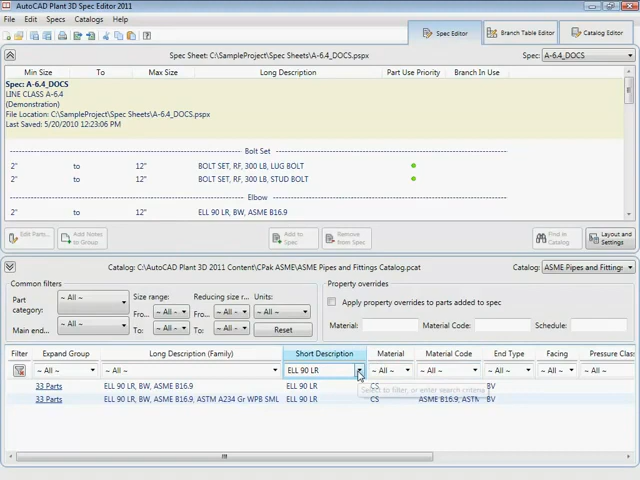 AutoCAD Plant 3D Spec Editor 2011
File Edit Specs Catalogs Help
Spec Editor Branch Table Editor Catalog Editor
Spec Sheet: C:\SampleProject\Spec Sheets\A-6.4_DOCS.pspx Spec: A-6.4_DOCS
Min Size To Max Size Long Description Part Use Priority Branch In Use
Spec: A-6.4_DOCS
LINE CLASS A-6.4
(Demonstration)
File Location: C:\SampleProject\Spec Sheets\A-6.4_DOCS.pspx
Last Saved: 5/20/2010 12:23:06 PM
Bolt Set
2" to 12" BOLT SET, RF, 300 LB, LUG BOLT
2" to 12" BOLT SET, RF, 300 LB, STUD BOLT
Elbow
2" to 12" ELL 90 LR, BW, ASME B16.9
Edit Parts... Add Notes to Group Add to Spec Remove from Spec Find in Catalog Layout and Settings
Catalog: C:\AutoCAD Plant 3D 2011 Content\CPak ASME\ASME Pipes and Fittings Catalog.pcat Catalog: ASME Pipes and Fittings
Common filters Property overrides
Part category: ~ All ~ Size range: Reducing size r... Units:
Fro... ~ All ~ Fro... ~ All ~ ~ All ~ Apply property overrides to parts added to spec
Main end... ~ All ~ To: ~ All ~ To: ~ All ~ Reset Material: Material Code: Schedule:
Filter Expand Group Long Description (Family) Short Description Material Material Code End Type Facing Pressure Class
~ All ~ ~ All ~ ELL 90 LR ~ All ~ ~ All ~ ~ All ~ ~ All ~ ~ All ~
33 Parts ELL 90 LR, BW, ASME B16.9 ELL 90 LR CS BV
Select to filter, or enter search criteria
33 Parts ELL 90 LR, BW, ASME B16.9, ASTM A234 Gr WPB SML ELL 90 LR CS ASME B16.9, ASTM BV